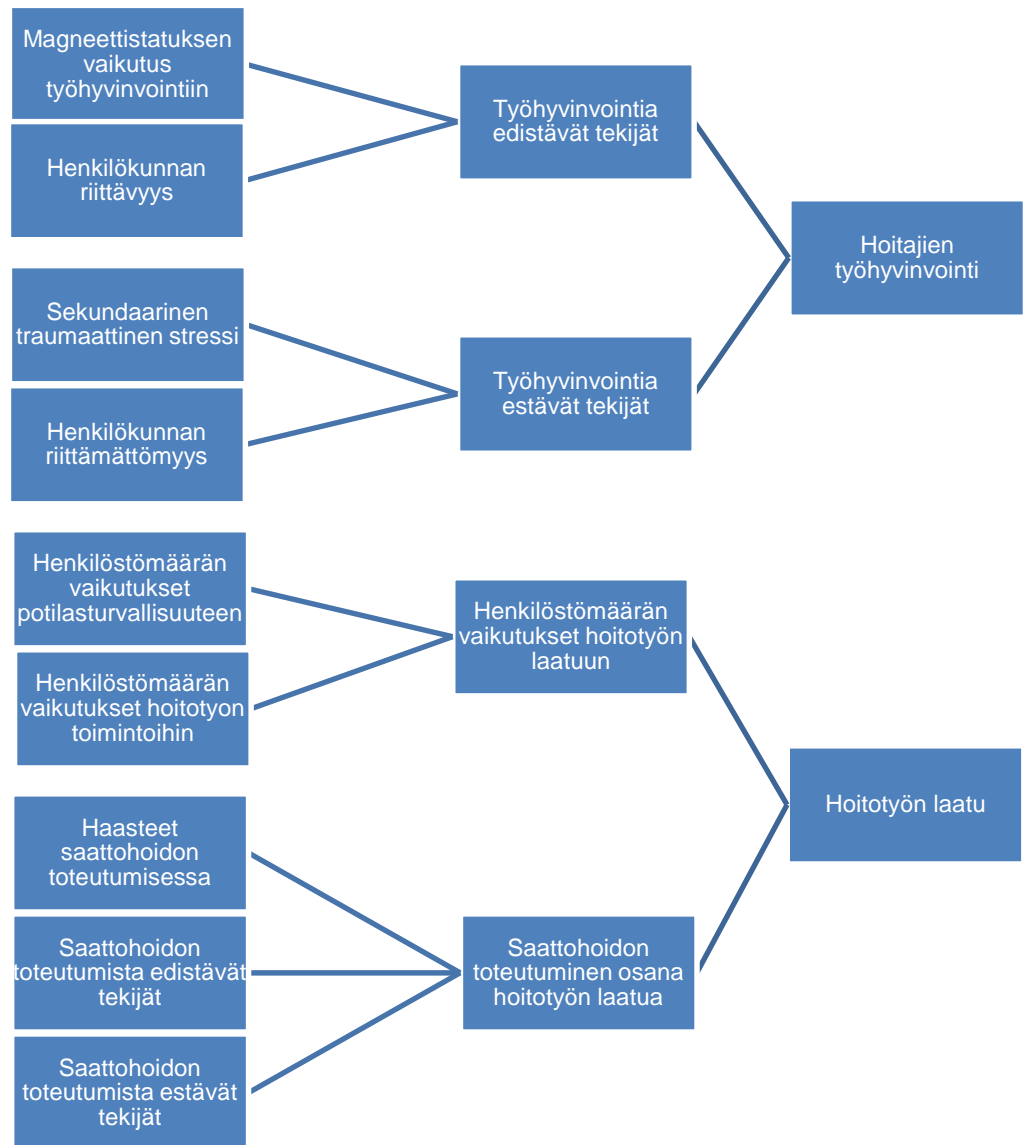 Magneettistatuksen
vaikutus
työhyvinvointiin
Henkilökunnan
riittävyys
Työhyvinvointia
edistävät tekijät
Sekundaarinen
traumaattinen stressi
Henkilökunnan
riittämättömyys
Työhyvinvointia
estävät tekijät
Hoitajien
työhyvinvointi
Henkilöstömäärän
vaikutukset
potilasturvallisuuteen
Henkilöstömäärän
vaikutukset hoitotyon
toimintoihin
Henkilöstömäärän
vaikutukset hoitotyön
laatuun
Haasteet
saattohoidon
toteutumisessa
Saattohoidon
toteutumista edistävät
tekijät
Saattohoidon
toteutumista estävät
tekijät
Saattohoidon
toteutuminen osana
hoitotyön laatua
Hoitotyön laatu